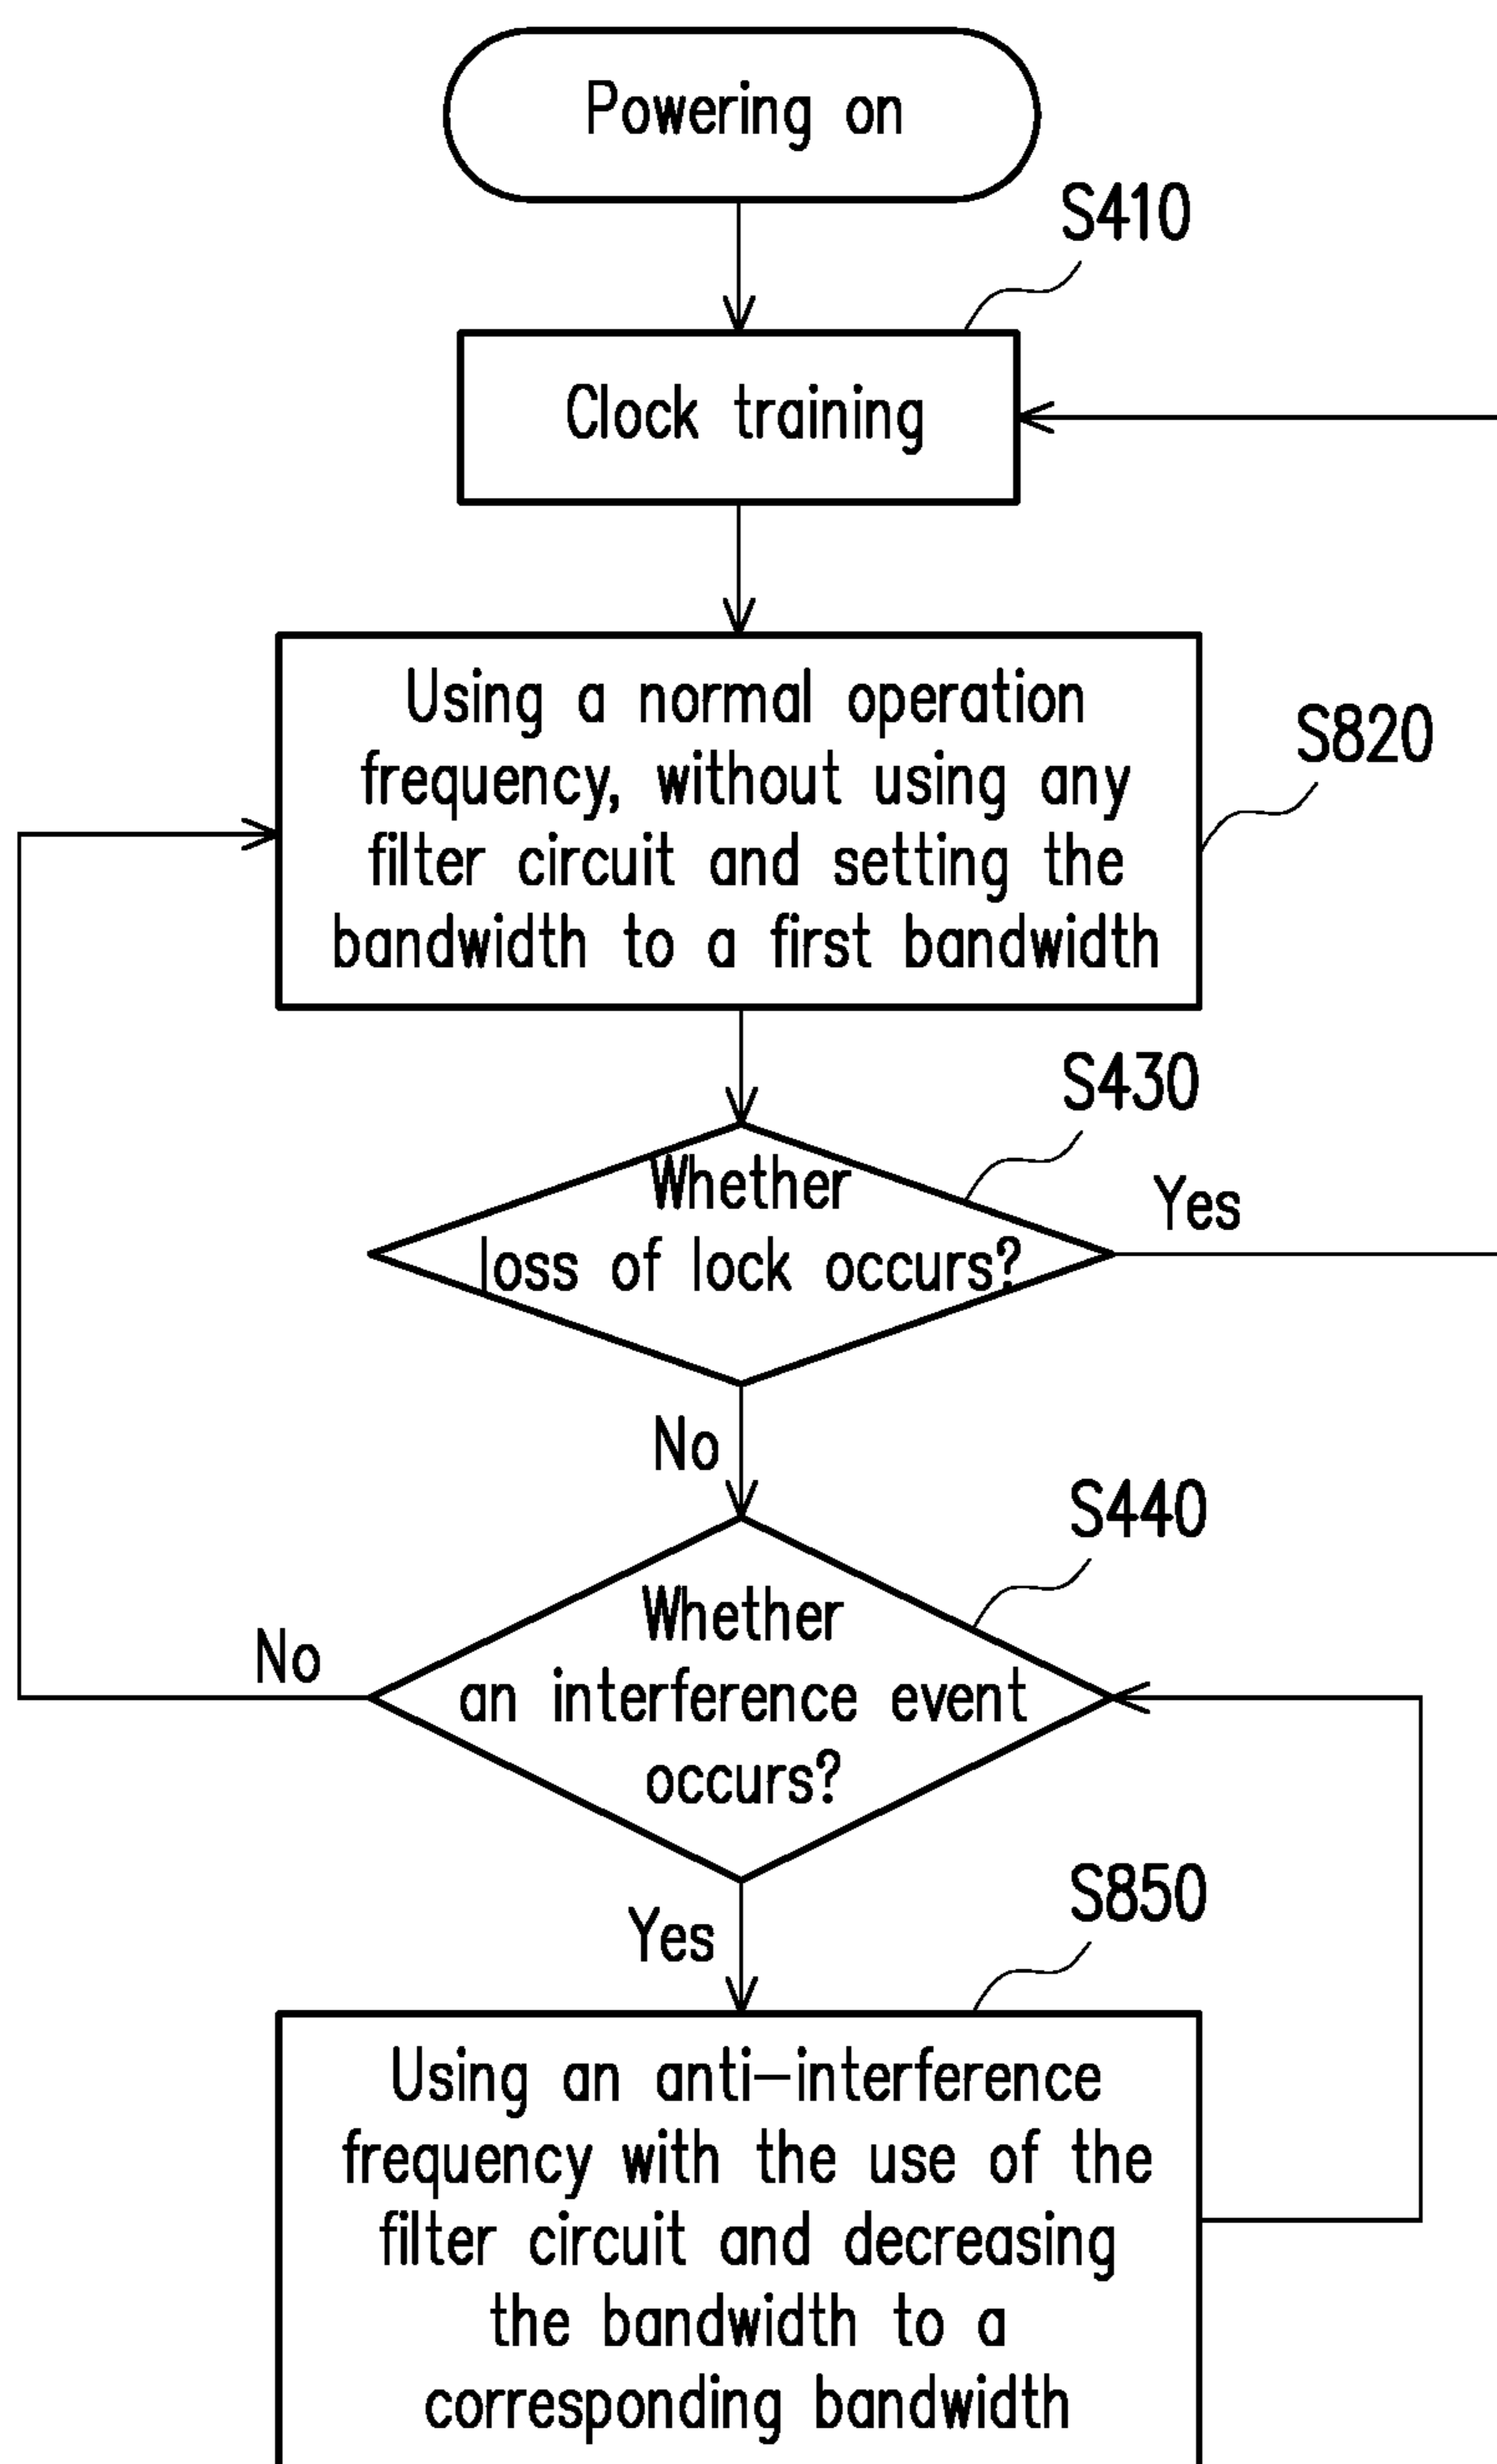 Powering on
S410
Clock training
Using a normal operation
frequency, without using any
filter circuit and setting the
bandwidth to a first bandwidth
S820
S430
Whether
loss of lock occurs?
Yes
No
S440
Whether
an interference event
occurs?
No
Yes
S850
Using an anti-interference
frequency with the use of the
filter circuit and decreasing
the bandwidth to a
corresponding bandwidth